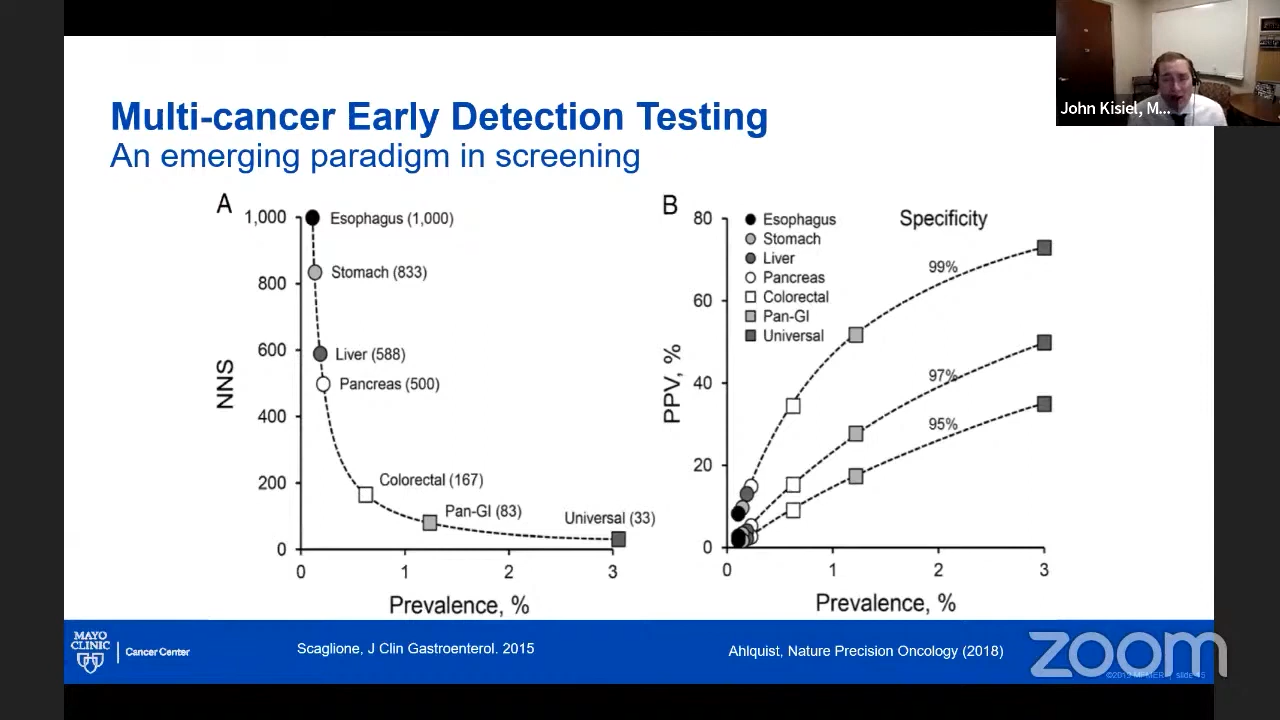 John Kisiel, M...
Multi-cancer Early Detection Testing
An emerging paradigm in screening
A
1,000
800
600
400
200
0
NNS
Esophagus (1,000)
Stomach (833)
Liver (588)
Pancreas (500)
Colorectal (167)
Pan-GI (83)
Universal (33)
0 1 2 3
Prevalence, %
B
80
60
40
20
0
PPV, %
Esophagus
Stomach
Liver
Pancreas
Colorectal
Pan-GI
Universal
Specificity
99%
97%
95%
0 1 2 3
Prevalence, %
MAYO
CLINIC
Cancer Center
Scaglione, J Clin Gastroenterol. 2015
Ahlquist, Nature Precision Oncology (2018)
zoom